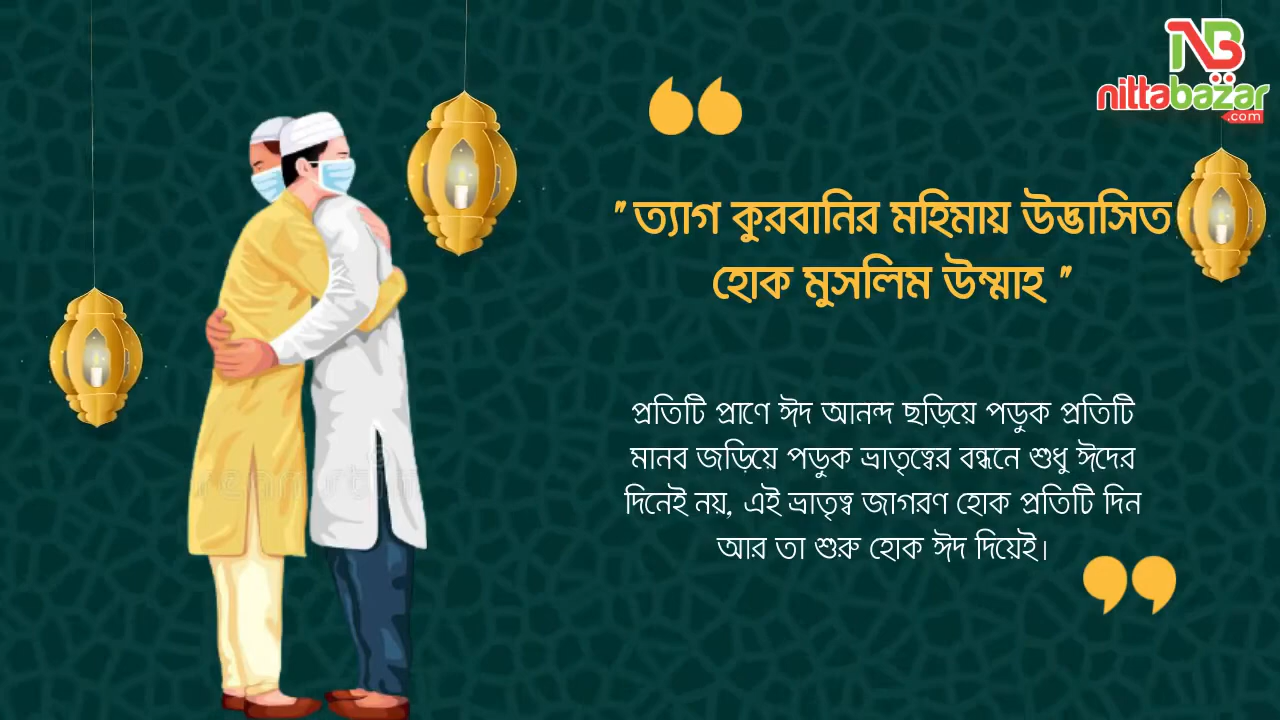 NB
nittabazar
.com
" ত্যাগ কুরবানির মহিমায় উদ্ভাসিত
হোক মুসলিম উম্মাহ "
প্রতিটি প্রাণে ঈদ আনন্দ ছড়িয়ে পড়ুক প্রতিটি
মানব জড়িয়ে পড়ুক ভ্রাতৃত্বের বন্ধনে শুধু ঈদের
দিনেই নয়, এই ভ্রাতৃত্ব জাগরণ হোক প্রতিটি দিন
আর তা শুরু হোক ঈদ দিয়েই।